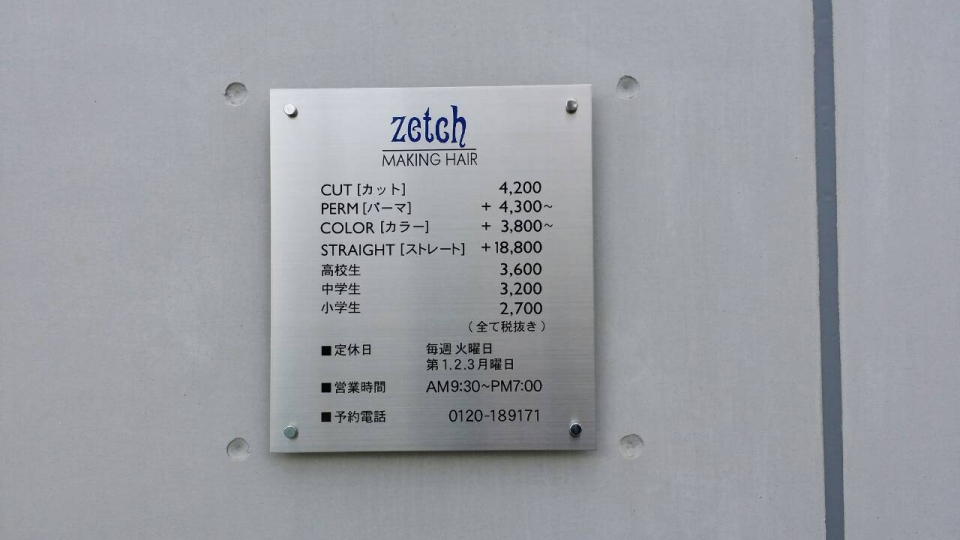 zetch
MAKING HAIR
CUT [カット] 4,200
PERM [パーマ] + 4,300~
COLOR [カラー] + 3,800~
STRAIGHT [ストレート] +18,800
高校生 3,600
中学生 3,200
小学生 2,700
(全て税抜き)
■定休日 毎週 火曜日
第1.2.3月曜日
■営業時間 AM9:30~PM7:00
■予約電話 0120-189171